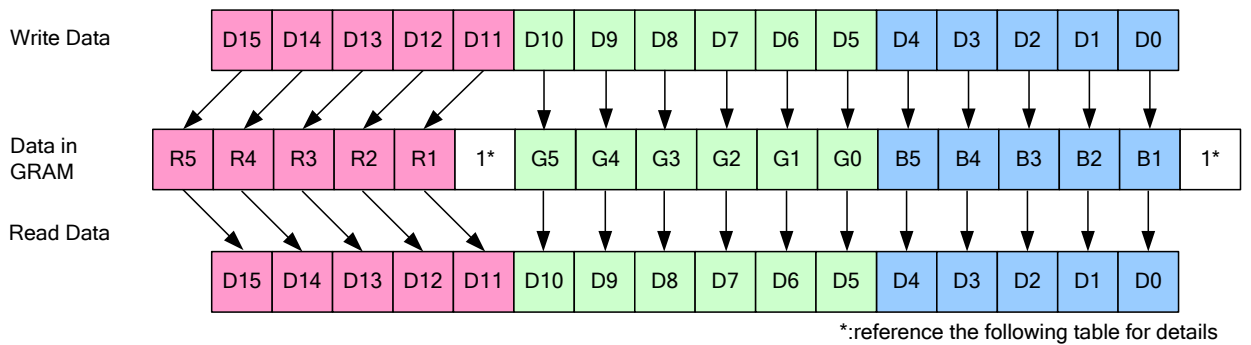 Write Data D15 D14 D13 D12 D11 D10 D9 D8 D7 D6 D5 D4 D3 D2 D1 D0
Data in
GRAM
R5 R4 R3 R2 R1 1* G5 G4 G3 G2 G1 G0 B5 B4 B3 B2 B1 1*
Read Data
D15 D14 D13 D12 D11 D10 D9 D8 D7 D6 D5 D4 D3 D2 D1 D0
*:reference the following table for details